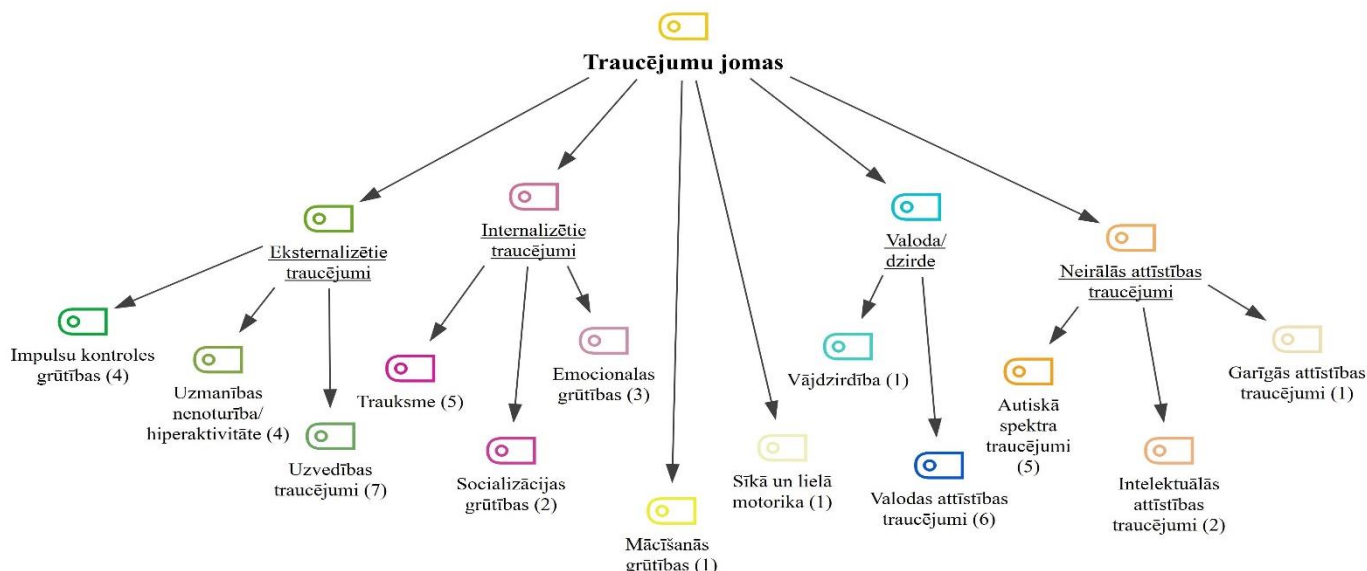 Traucējumu jomas
Eksternalizētie
traucējumi
Internalizētie
traucējumi
Valoda/
dzirde
Neirālās attīstības
traucējumi
Impulsu kontroles
grūtības (4)
Uzmanības
nenoturība/
hiperaktivitāte (4)
Uzvedības
traucējumi (7)
Trauksme (5)
Socializācijas
grūtības (2)
Emocionalas
grūtības (3)
Mācīšanās
grūtības (1)
Sīkā un lielā
motorika (1)
Vājdzirdība (1)
Valodas attīstības
traucējumi (6)
Autiskā
spektra
traucējumi
(5)
Intelektuālās
attīstības
traucējumi (2)
Garīgās attīstības
traucējumi (1)